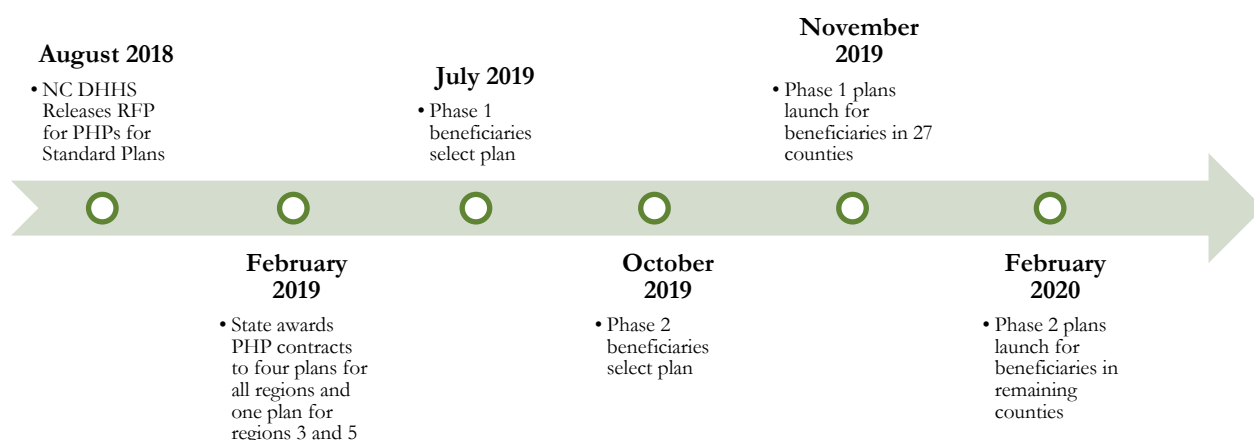 August 2018
• NC DHHS
Releases RFP
for PHPs for
Standard Plans
February
2019
• State awards
PHP contracts
to four plans for
all regions and
one plan for
regions 3 and 5
July 2019
• Phase 1
beneficiaries
select plan
October
2019
• Phase 2
beneficiaries
select plan
November
2019
• Phase 1 plans
launch for
beneficiaries in 27
counties
February
2020
• Phase 2 plans
launch for
beneficiaries in
remaining
counties